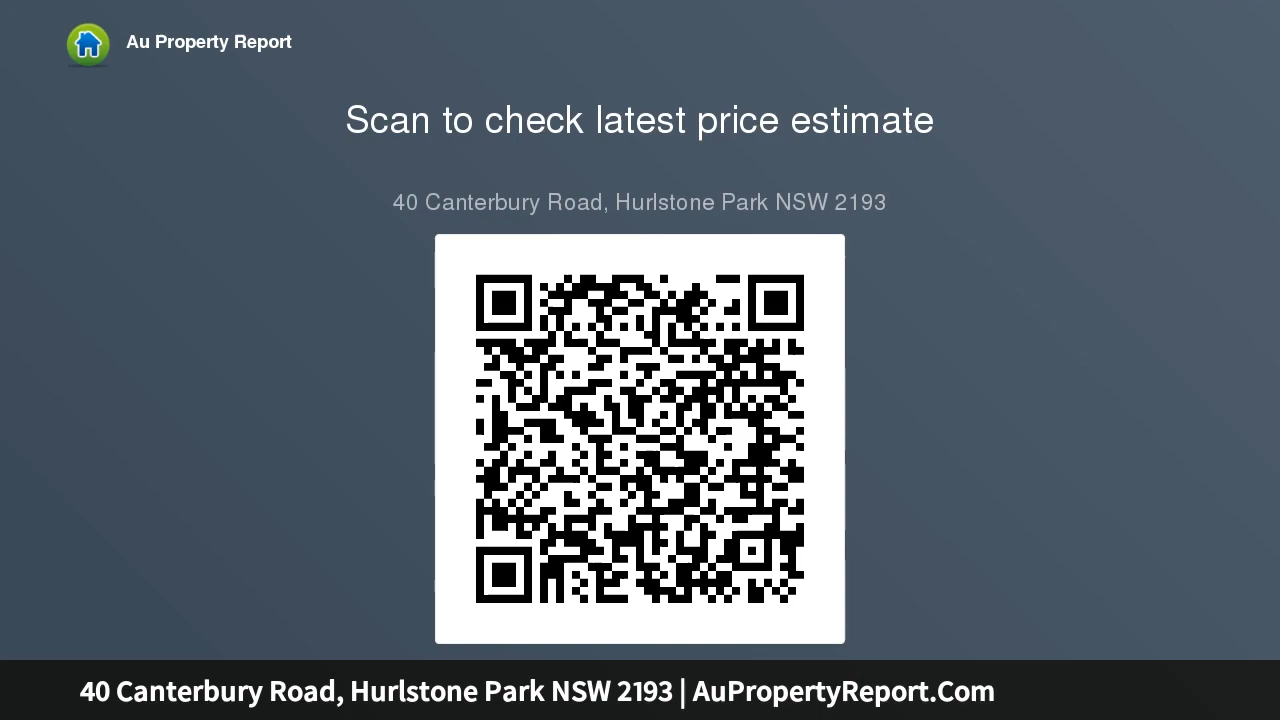 Au Property Report
Scan to check latest price estimate
40 Canterbury Road, Hurlstone Park NSW 2193
40 Canterbury Road, Hurlstone Park NSW 2193 | AuPropertyReport.Com